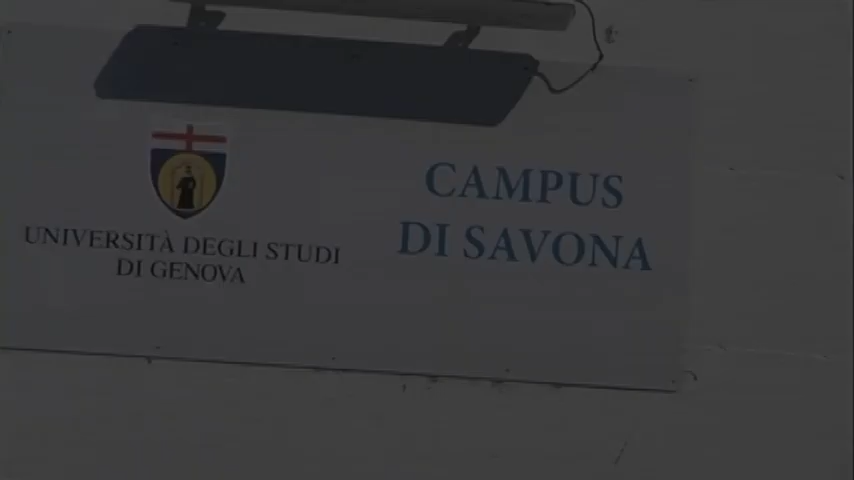 UNIVERSITÀ DEGLI STUDI
DI GENOVA
CAMPUS
DI SAVONA